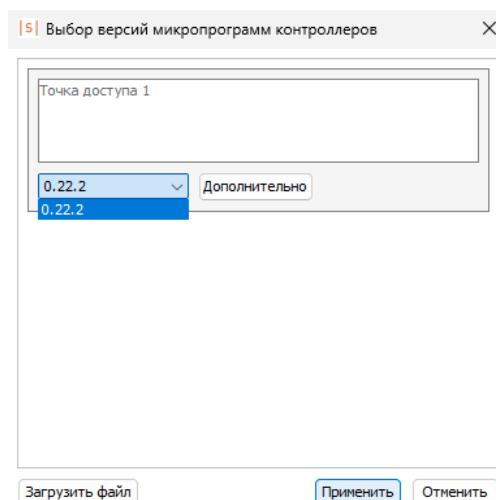 |S| Выбор версий микропрограмм контроллеров
Точка доступа 1
0.22.2 Дополнительно
0.22.2
Загрузить файл Применить Отменить